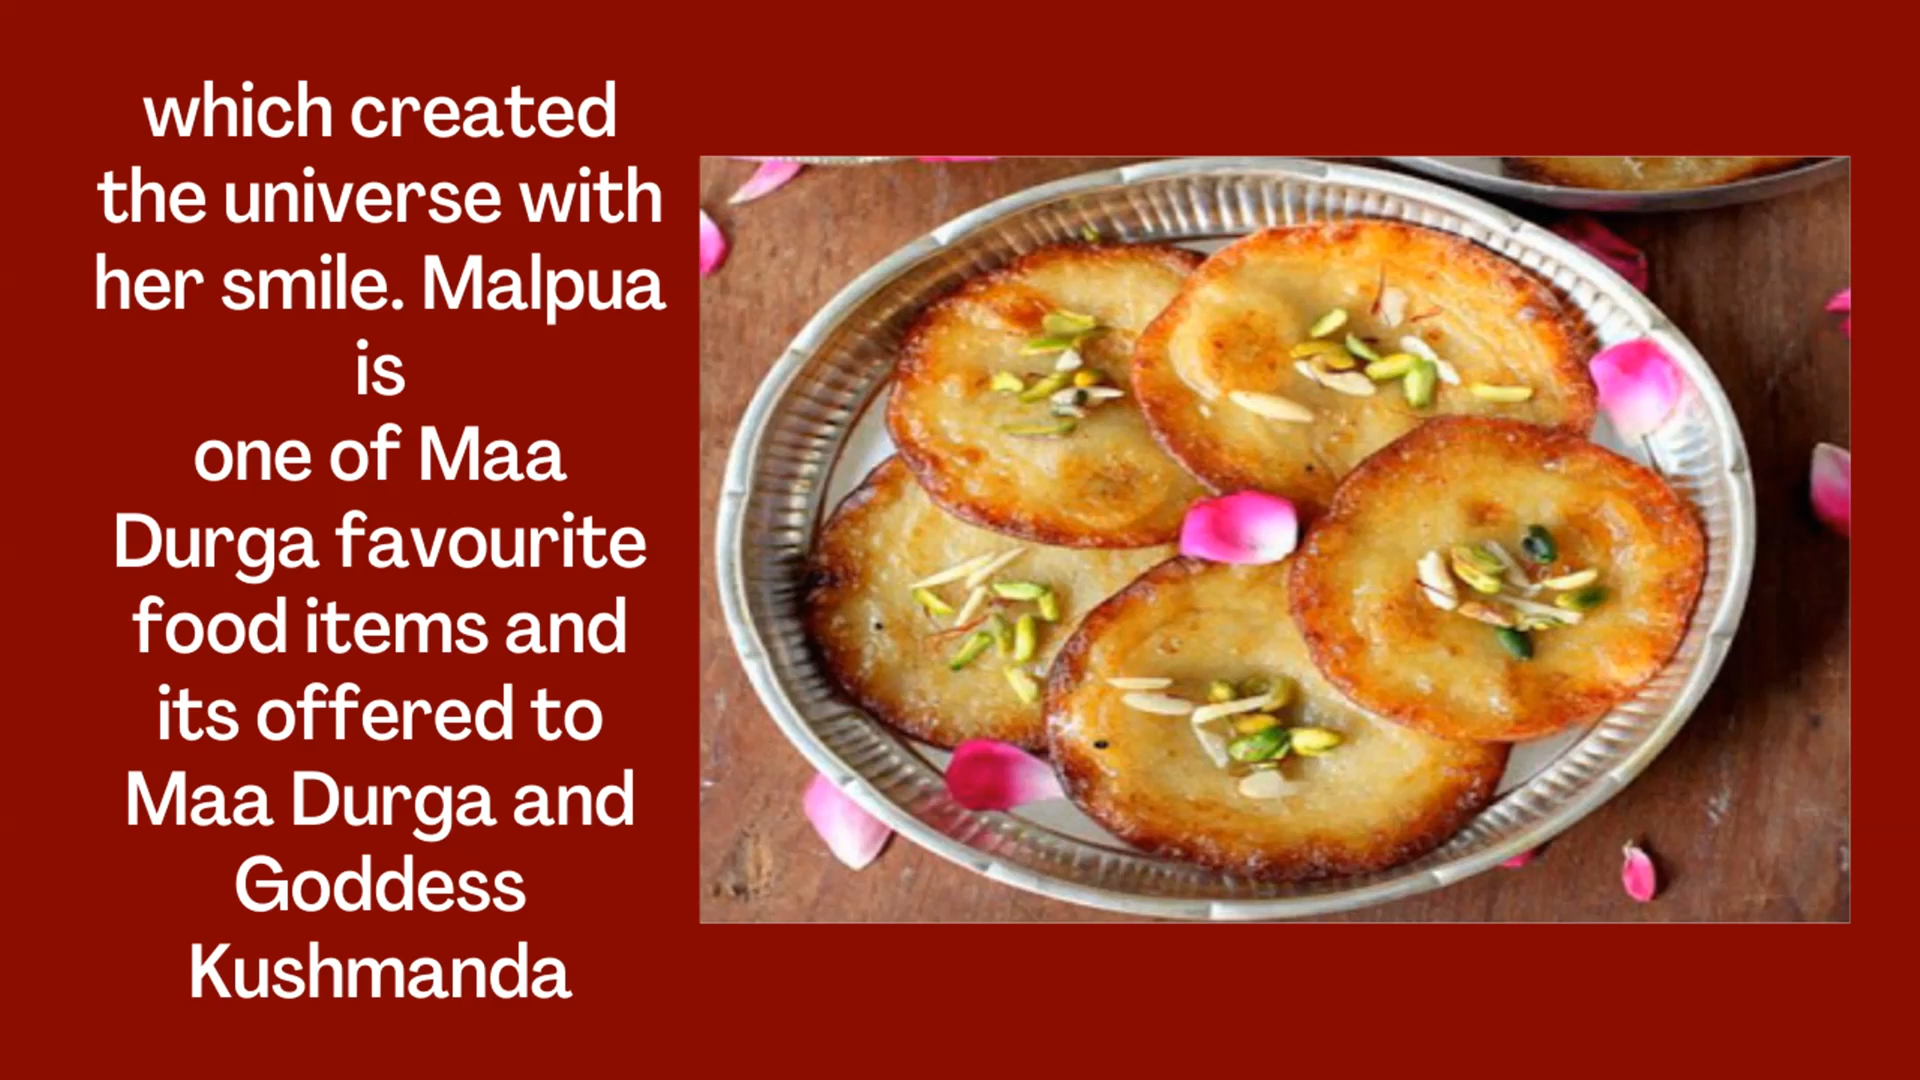 which created
the universe with
her smile. Malpua
is
one of Maa
Durga favourite
food items and
its offered to
Maa Durga and
Goddess
Kushmanda